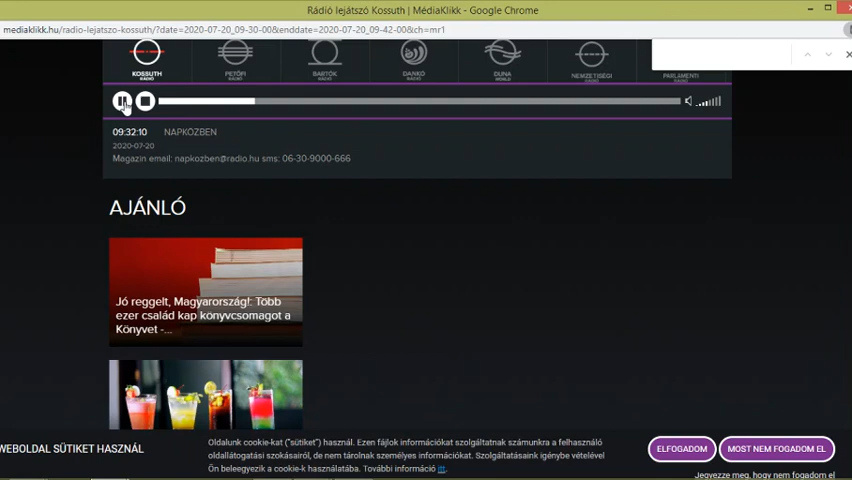 Rádió lejátszó Kossuth | MédiaKlikk - Google Chrome
mediaklikk.hu/radio-lejatszo-kossuth/?date=2020-07-20_09-30-00&enddate=2020-07-20_09-42-00&ch=mr1
KOSSUTH RÁDIÓ
PETŐFI RÁDIÓ
BARTÓK RÁDIÓ
DANKÓ RÁDIÓ
DUNA WORLD
NEMZETISÉGI
PARLAMENTI
09:32:10 NAPKÖZBEN
2020-07-20
Magazin email: napkozben@radio.hu sms: 06-30-9000-666
AJÁNLÓ
Jó reggelt, Magyarország!: Több
ezer család kap könyvcsomagot a
Könyvet -...
WEBOLDAL SÜTIKET HASZNÁL
Oldalunk cookie-kat ("sütiket") használ. Ezen fájlok információkat szolgáltatnak számunkra a felhasználó
oldallátogatási szokásairól, de nem tárolnak személyes információkat. Szolgáltatásaink igénybe vételével
Ön beleegyezik a cookie-k használatába. További információ itt.
ELFOGADOM
MOST NEM FOGADOM EL
Jegyezze meg, hogy nem fogadom el